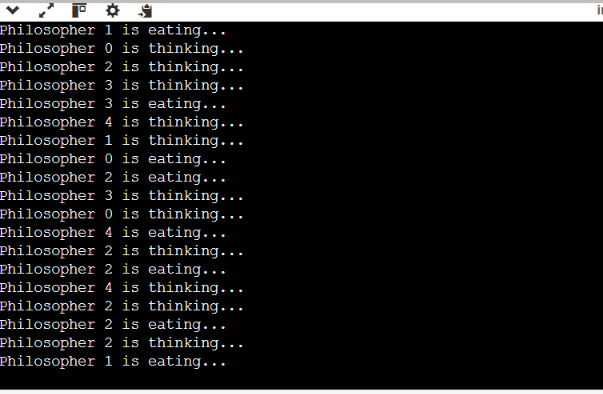 Philosopher 1 is eating...
Philosopher 0 is thinking...
Philosopher 2 is thinking...
Philosopher 3 is thinking...
Philosopher 3 is eating...
Philosopher 4 is thinking...
Philosopher 1 is thinking...
Philosopher 0 is eating...
Philosopher 2 is eating...
Philosopher 3 is thinking...
Philosopher 0 is thinking...
Philosopher 4 is eating...
Philosopher 2 is thinking...
Philosopher 2 is eating...
Philosopher 4 is thinking...
Philosopher 2 is thinking...
Philosopher 2 is eating...
Philosopher 2 is thinking...
Philosopher 1 is eating...